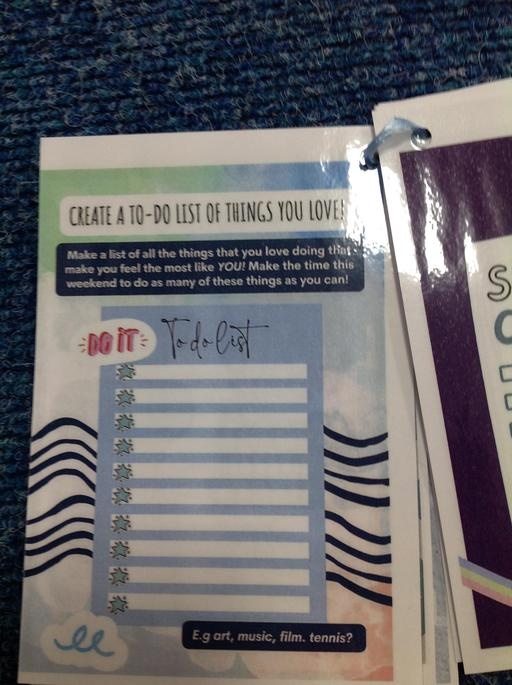 CREATE A TO-DO LIST OF THINGS YOU LOVE!
Make a list of all the things that you love doing that
make you feel the most like YOU! Make the time this
weekend to do as many of these things as you can!
DO IT
To do list
E.g art, music, film. tennis?